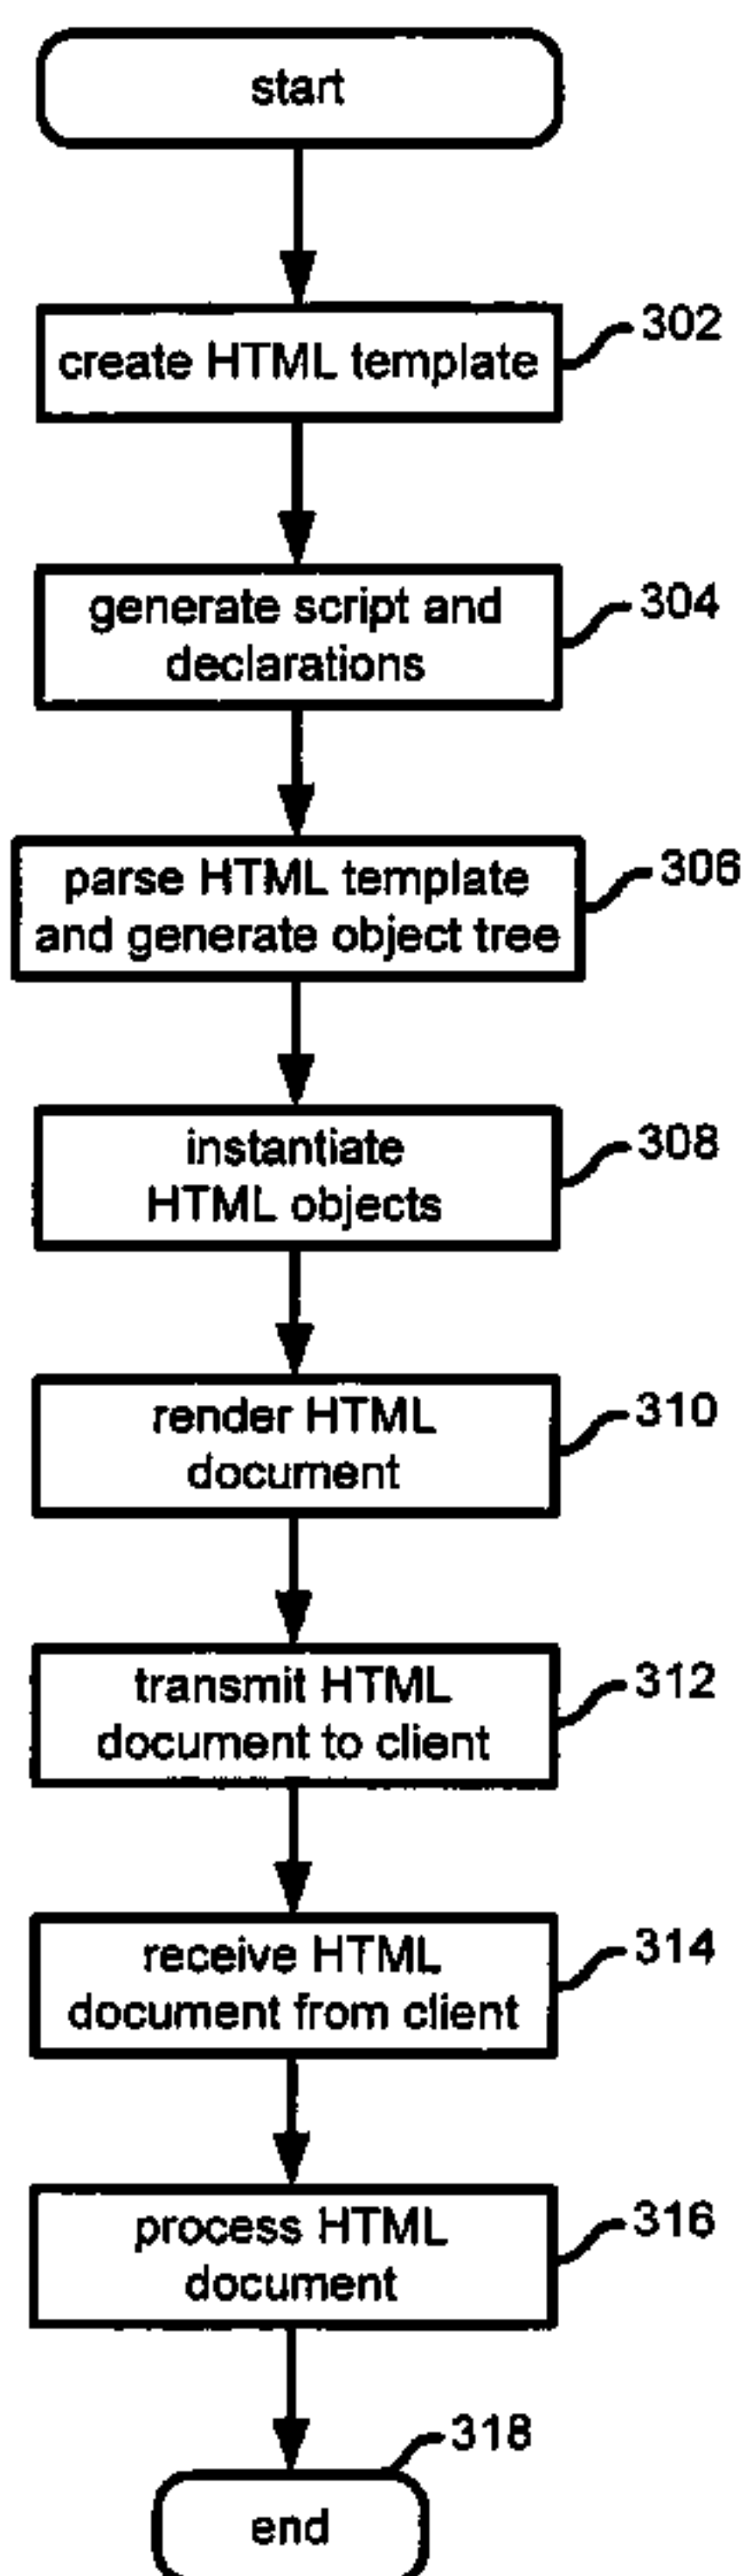 start
create HTML template
302
generate script and
declarations
304
parse HTML template
and generate object tree
306
instantiate
HTML objects
308
render HTML
document
310
transmit HTML
document to client
312
receive HTML
document from client
314
process HTML
document
316
318
end